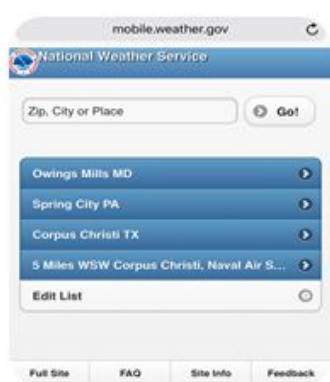 mobile.weather.gov
National Weather Service
Zip, City or Place Go!
Owings Mills MD
Spring City PA
Corpus Christi TX
5 Miles WSW Corpus Christi, Naval Air S...
Edit List
Full Site FAQ Site Info Feedback